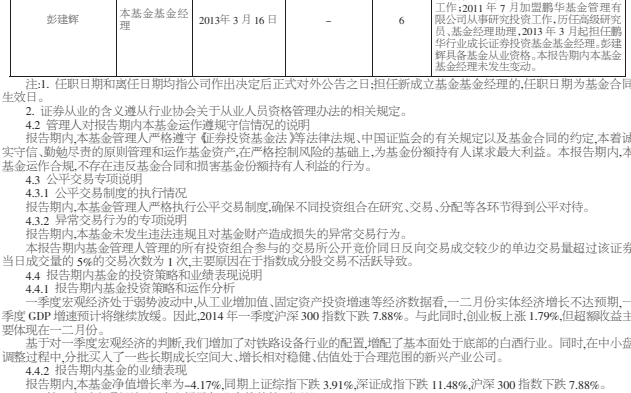 工作;2011 年 7 月加盟鹏华基金管理有
限公司从事研究投资工作,历任高级研究
员、基金经理助理,2013 年 3 月起担任鹏
华行业成长证券投资基金基金经理。彭建
辉具备基金从业资格。本报告期内本基金
基金经理未发生变动。
彭建辉
本基金基金经
理
2013年 3 月 16 日
–
6
注:1. 任职日期和离任日期均指公司作出决定后正式对外公告之日;担任新成立基金基金经理的,任职日期为基金合同
生效日。
2. 证券从业的含义遵从行业协会关于从业人员资格管理办法的相关规定。
4.2 管理人对报告期内本基金运作遵规守信情况的说明
报告期内,本基金管理人严格遵守《证券投资基金法》等法律法规、中国证监会的有关规定以及基金合同的约定,本着诚
实守信、勤勉尽责的原则管理和运作基金资产,在严格控制风险的基础上,为基金份额持有人谋求最大利益。本报告期内,本
基金运作合规,不存在违反基金合同和损害基金份额持有人利益的行为。
4.3 公平交易专项说明
4.3.1 公平交易制度的执行情况
报告期内,本基金管理人严格执行公平交易制度,确保不同投资组合在研究、交易、分配等各环节得到公平对待。
4.3.2 异常交易行为的专项说明
报告期内,本基金未发生违法违规且对基金财产造成损失的异常交易行为。
本报告期内基金管理人管理的所有投资组合参与的交易所公开竞价同日反向交易成交较少的单边交易量超过该证券
当日成交量的 5%的交易次数为 1 次,主要原因在于指数成分股交易不活跃导致。
4.4 报告期内基金的投资策略和业绩表现说明
4.4.1 报告期内基金投资策略和运作分析
一季度宏观经济处于弱势波动中,从工业增加值、固定资产投资增速等经济数据看,一二月份实体经济增长不达预期,一
季度 GDP 增速预计将继续放缓。因此,2014 年一季度沪深 300 指数下跌 7.88%。与此同时,创业板上涨 1.79%,但超额收益主
要体现在一二月份。
基于对一季度宏观经济的判断,我们增加了对铁路设备行业的配置,增配了基本面处于底部的白酒行业。同时,在中小盘
调整过程中,分批买入了一些长期成长空间大、增长相对稳健、估值处于合理范围的新兴产业公司。
4.4.2 报告期内基金的业绩表现
报告期内,本基金净值增长率为–4.17%,同期上证综指下跌 3.91%,深证成指下跌 11.48%,沪深 300 指数下跌 7.88%。